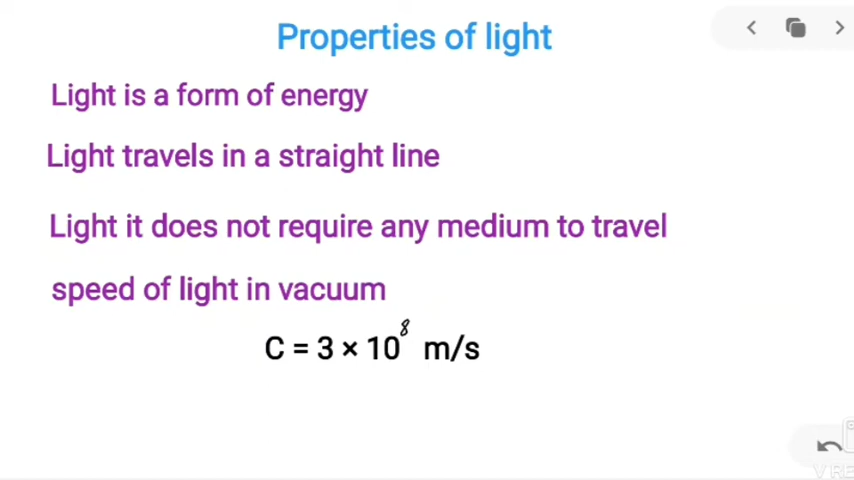 Properties of light
Light is a form of energy
Light travels in a straight line
Light it does not require any medium to travel
speed of light in vacuum
C = 3 × 10⁸ m/s